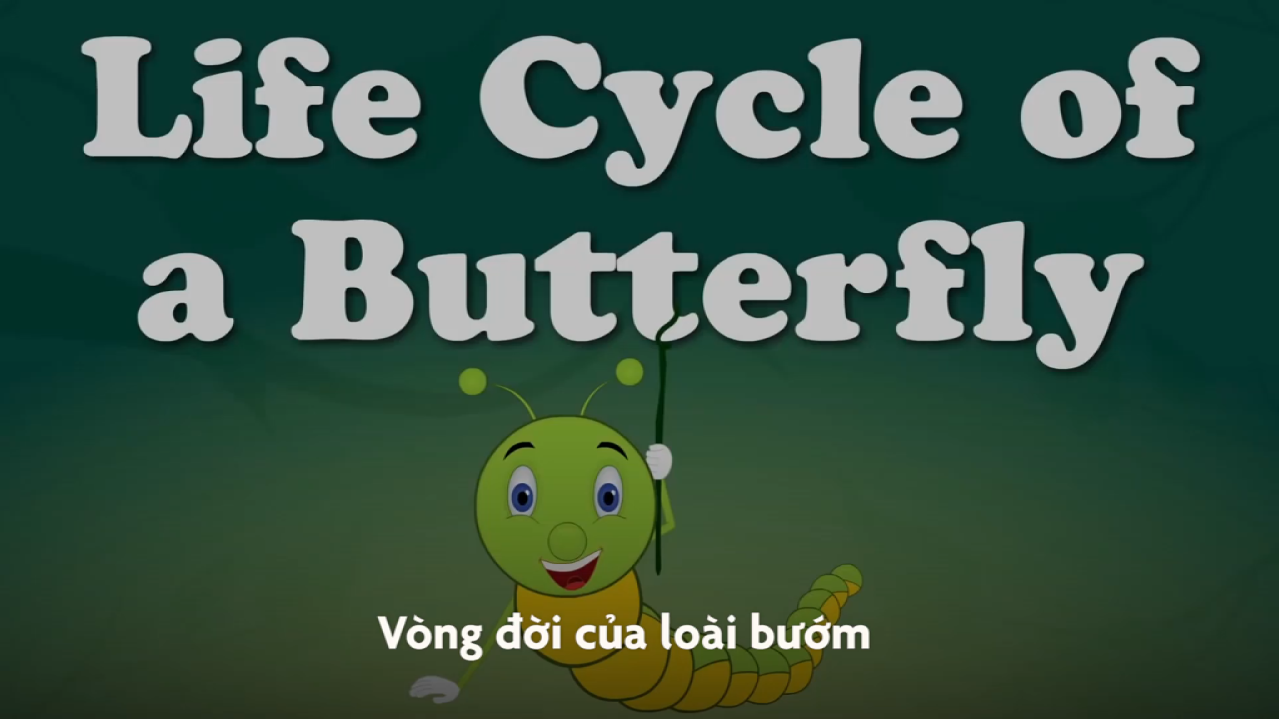 Life Cycle of
a Butterfly
Vòng đời của loài bướm